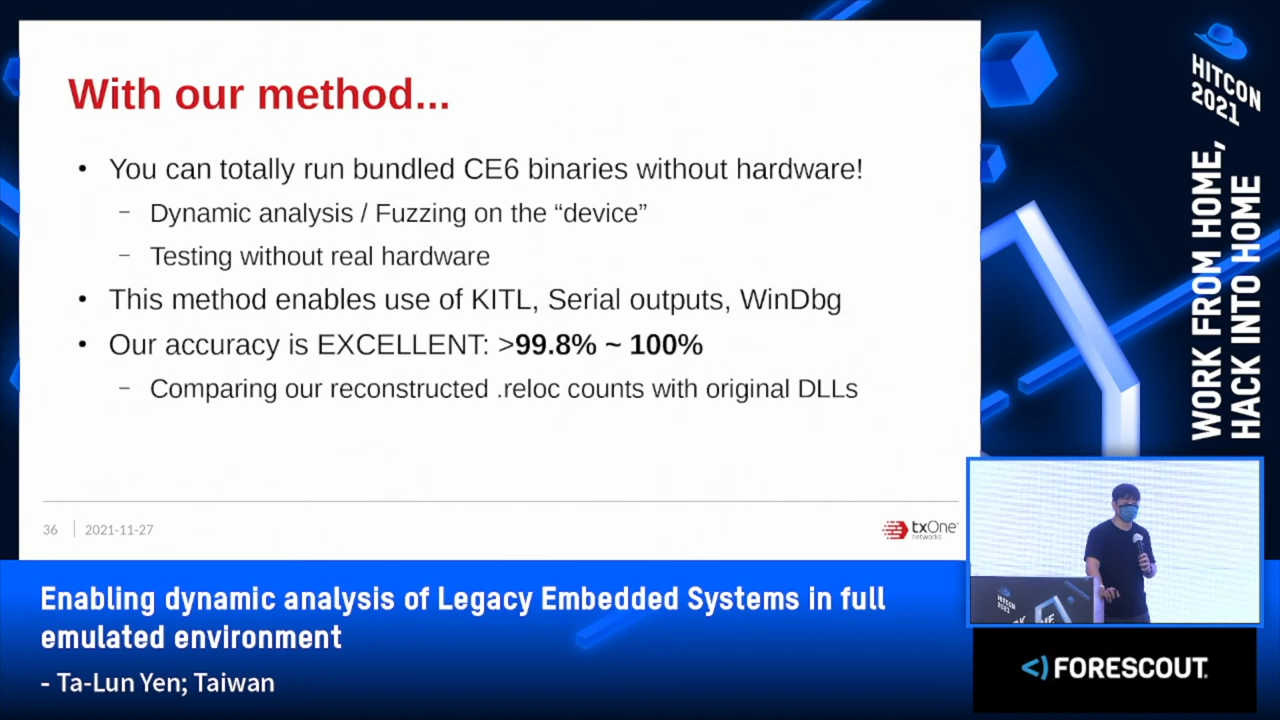 With our method...
• You can totally run bundled CE6 binaries without hardware!
– Dynamic analysis / Fuzzing on the “device”
– Testing without real hardware
• This method enables use of KITL, Serial outputs, WinDbg
• Our accuracy is EXCELLENT: >99.8% ~ 100%
– Comparing our reconstructed .reloc counts with original DLLs
36 | 2021-11-27
txOne
networks
HITCON
2021
WORK FROM HOME,
HACK INTO HOME
HITCON
2021
Enabling dynamic analysis of Legacy Embedded Systems in full
emulated environment
- Ta-Lun Yen; Taiwan
<) FORESCOUT.